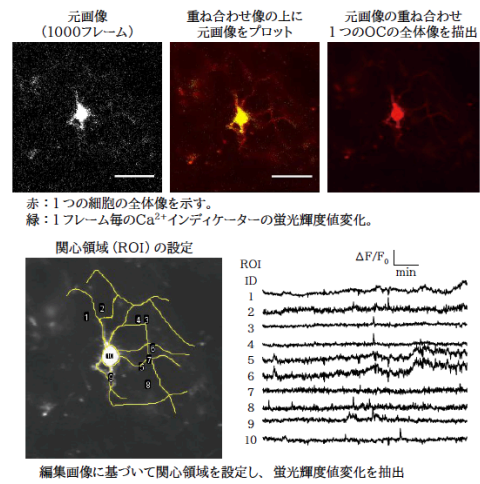 元画像
(1000フレーム)
重ね合わせ像の上に
元画像をプロット
元画像の重ね合わせ
1つのOCの全体像を描出
赤：1つの細胞の全体像を示す。
緑：1フレーム毎のCa²⁺インディケーターの蛍光輝度値変化。
関心領域(ROI)の設定
1
2
4
3
6
7
5
9
8
ROI
ID
ΔF/F₀
min
1
2
3
4
5
6
7
8
9
10
編集画像に基づいて関心領域を設定し、蛍光輝度値変化を抽出